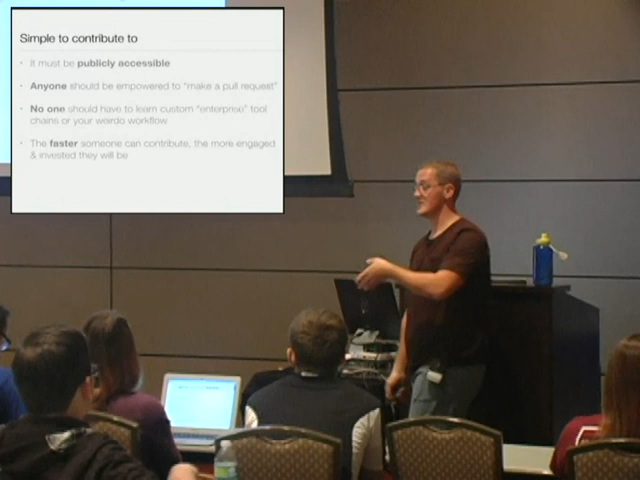 Simple to contribute to
• It must be publicly accessible
• Anyone should be empowered to “make a pull request”
• No one should have to learn custom “enterprise” tool
chains or your weirdo workflow
• The faster someone can contribute, the more engaged
& invested they will be